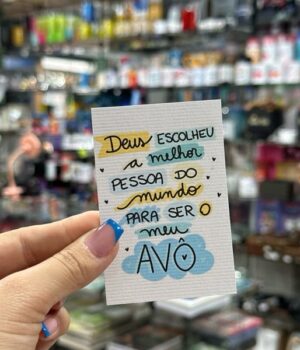 Deus ESCOLHEU
a melhor
PESSOA DO
mundo
PARA SER O
meu
AVÔ